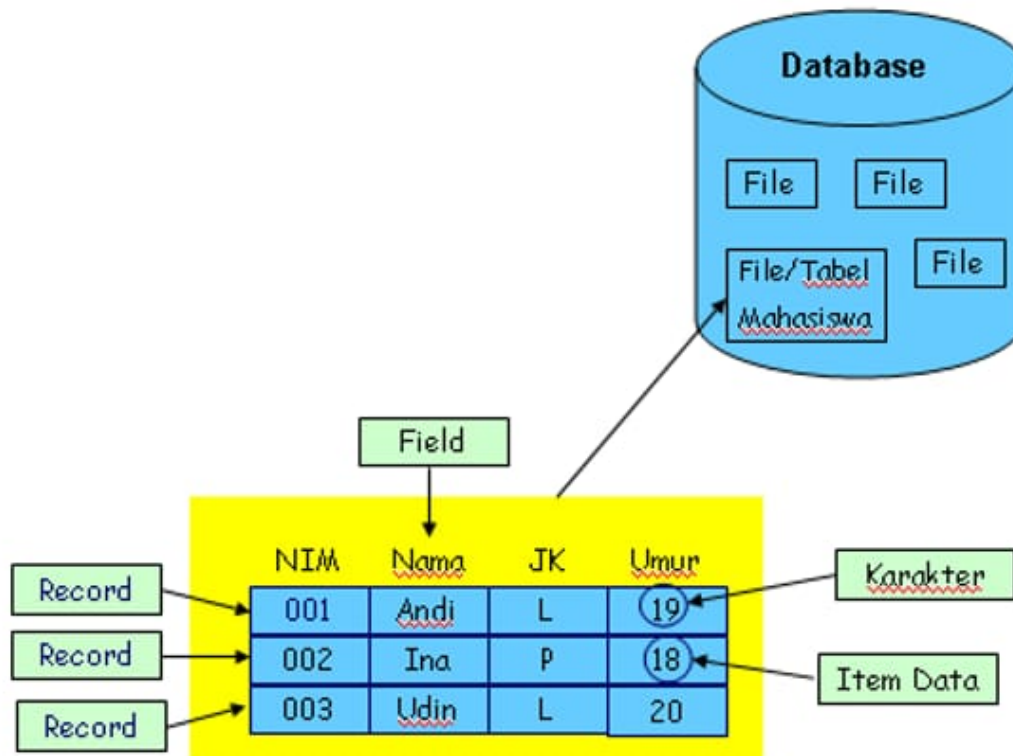 Database
File File
File/Tabel
Mahasiswa
File
Field
NIM Nama JK Umur
Karakter
Record
001 Andi L 19
Record
002 Ina P 18
Item Data
Record
003 Udin L 20